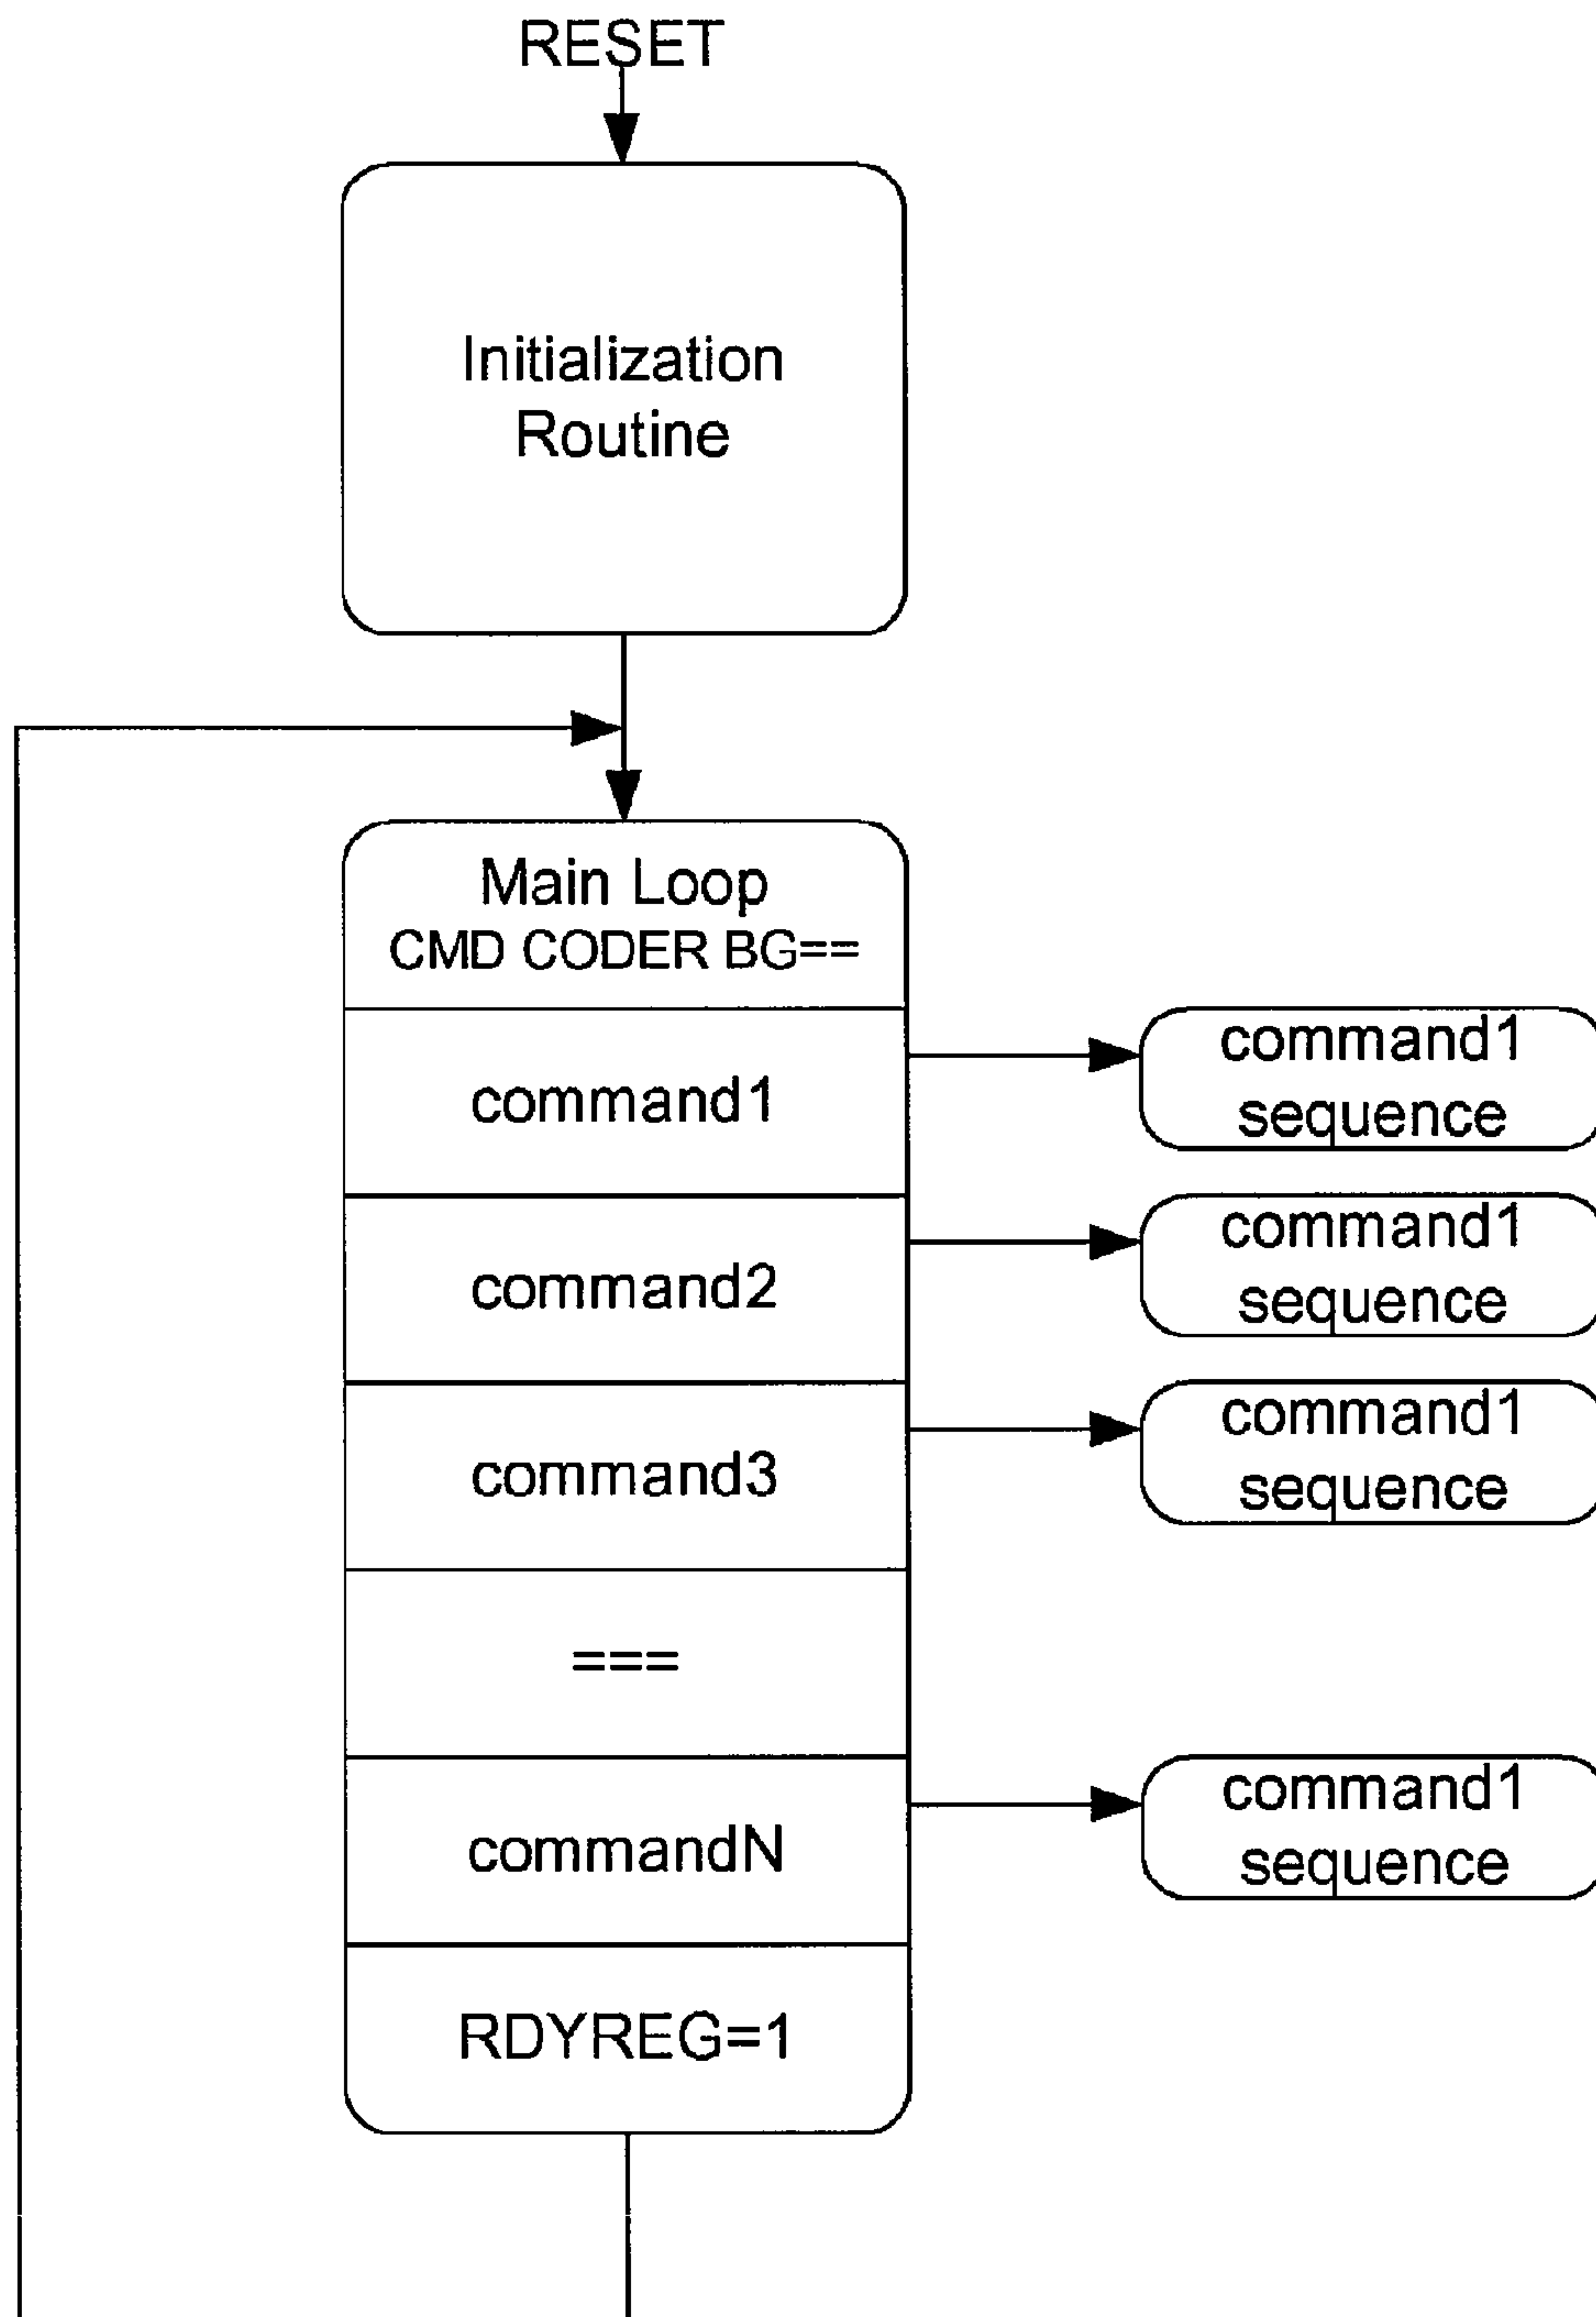 RESET
Initialization
Routine
Main Loop
CMD CODER BG==
command1
command1
sequence
command2
command1
sequence
command3
command1
sequence
===
commandN
command1
sequence
RDYREG=1